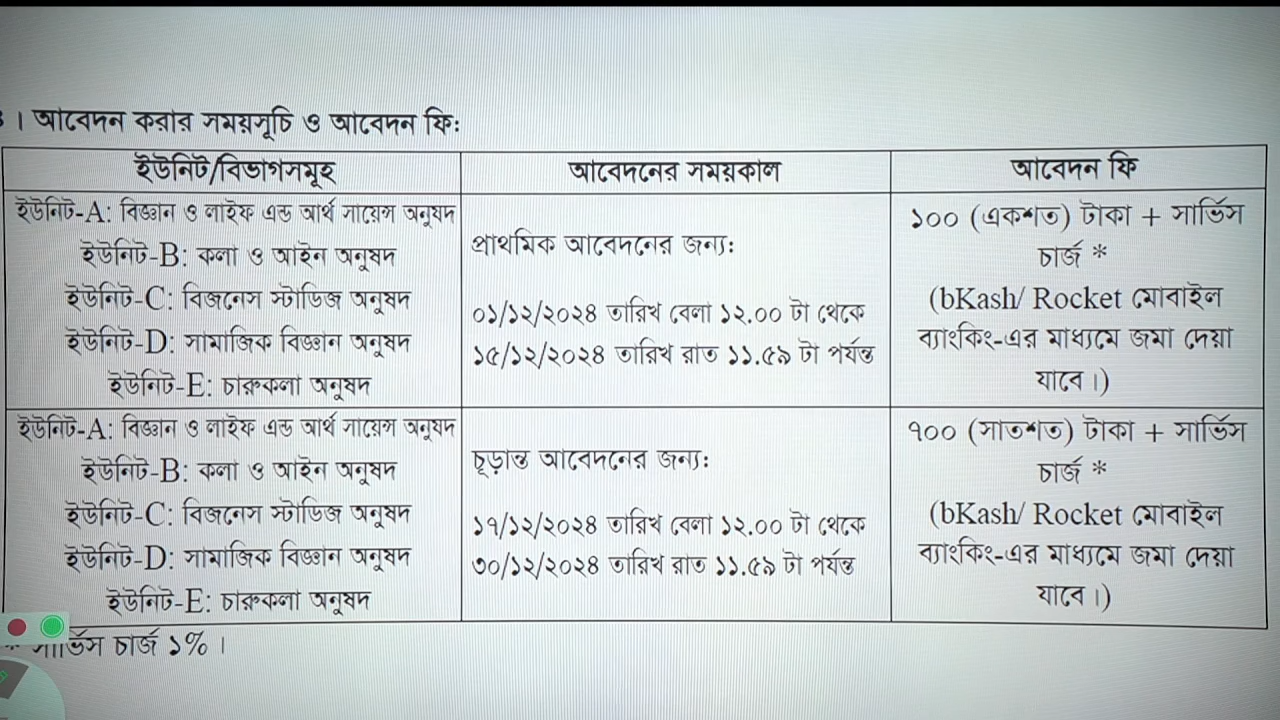 । আবেদন করার সময়সূচি ও আবেদন ফি:
ইউনিট/বিভাগসমূহ
আবেদনের সময়কাল
আবেদন ফি
ইউনিট-A: বিজ্ঞান ও লাইফ এন্ড আর্থ সায়েন্স অনুষদ
ইউনিট-B: কলা ও আইন অনুষদ
ইউনিট-C: বিজনেস স্টাডিজ অনুষদ
ইউনিট-D: সামাজিক বিজ্ঞান অনুষদ
ইউনিট-E: চারুকলা অনুষদ
প্রাথমিক আবেদনের জন্য:
০১/১২/২০২৪ তারিখ বেলা ১২.০০ টা থেকে
১৫/১২/২০২৪ তারিখ রাত ১১.৫৯ টা পর্যন্ত
১০০ (একশত) টাকা + সার্ভিস
চার্জ *
(bKash/ Rocket মোবাইল
ব্যাংকিং-এর মাধ্যমে জমা দেয়া
যাবে।)
ইউনিট-A: বিজ্ঞান ও লাইফ এন্ড আর্থ সায়েন্স অনুষদ
ইউনিট-B: কলা ও আইন অনুষদ
ইউনিট-C: বিজনেস স্টাডিজ অনুষদ
ইউনিট-D: সামাজিক বিজ্ঞান অনুষদ
ইউনিট-E: চারুকলা অনুষদ
চূড়ান্ত আবেদনের জন্য:
১৭/১২/২০২৪ তারিখ বেলা ১২.০০ টা থেকে
৩০/১২/২০২৪ তারিখ রাত ১১.৫৯ টা পর্যন্ত
৭০০ (সাতশত) টাকা + সার্ভিস
চার্জ *
(bKash/ Rocket মোবাইল
ব্যাংকিং-এর মাধ্যমে জমা দেয়া
যাবে।)
* সার্ভিস চার্জ ১%।